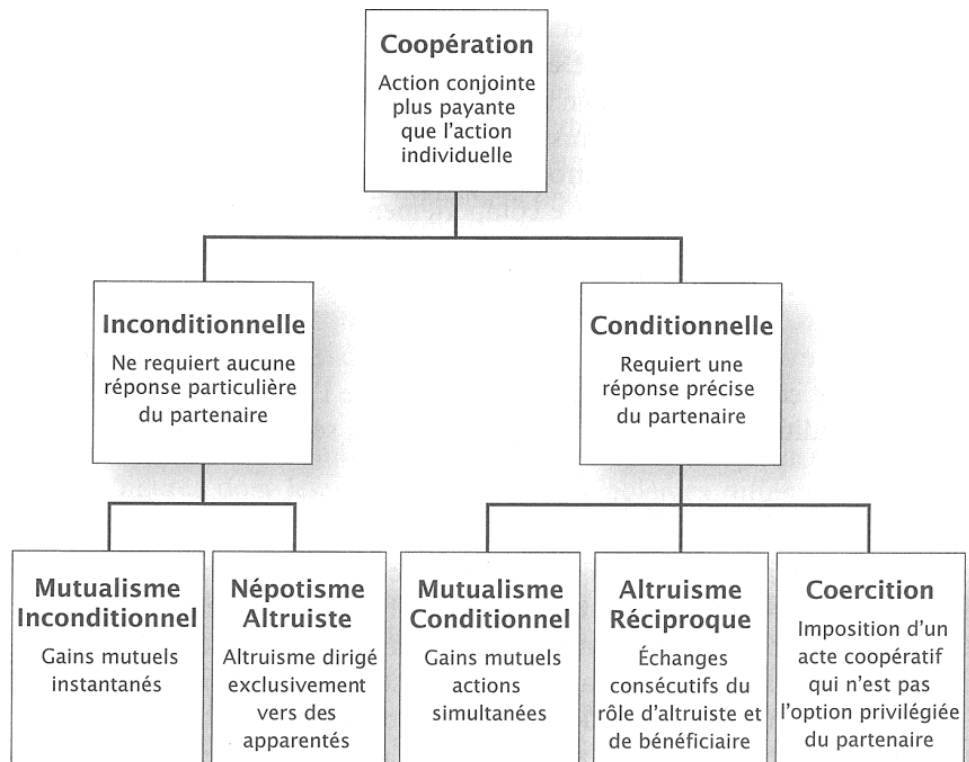 Coopération
Action conjointe
plus payante
que l'action
individuelle
Inconditionnelle
Ne requiert aucune
réponse particulière
du partenaire
Conditionnelle
Requiert une
réponse précise
du partenaire
Mutualisme
Inconditionnel
Gains mutuels
instantanés
Népotisme
Altruiste
Altruisme dirigé
exclusivement
vers des
apparentés
Mutualisme
Conditionnel
Gains mutuels
actions
simultanées
Altruisme
Réciproque
Échanges
consécutifs du
rôle d'altruiste et
de bénéficiaire
Coercition
Imposition d'un
acte coopératif
qui n'est pas
l'option privilégiée
du partenaire